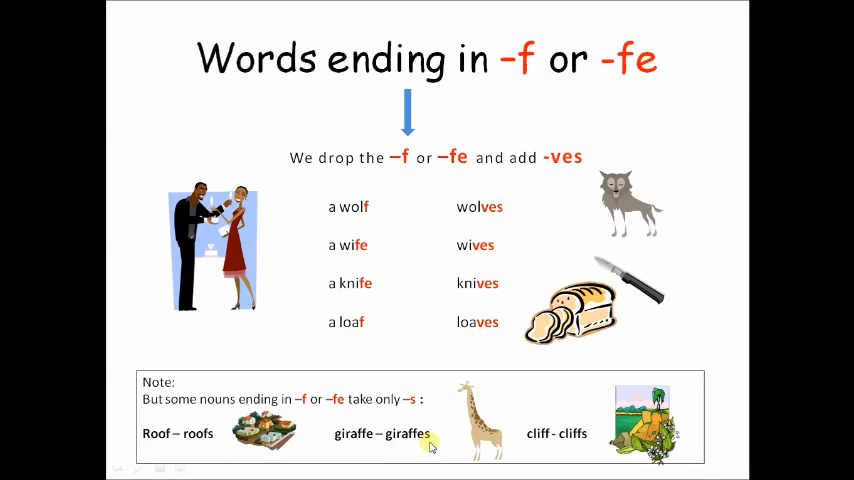 Words ending in –f or -fe
We drop the –f or –fe and add -ves
a wolf wolves
a wife wives
a knife knives
a loaf loaves
Note:
But some nouns ending in –f or –fe take only –s :
Roof – roofs giraffe – giraffes cliff - cliffs